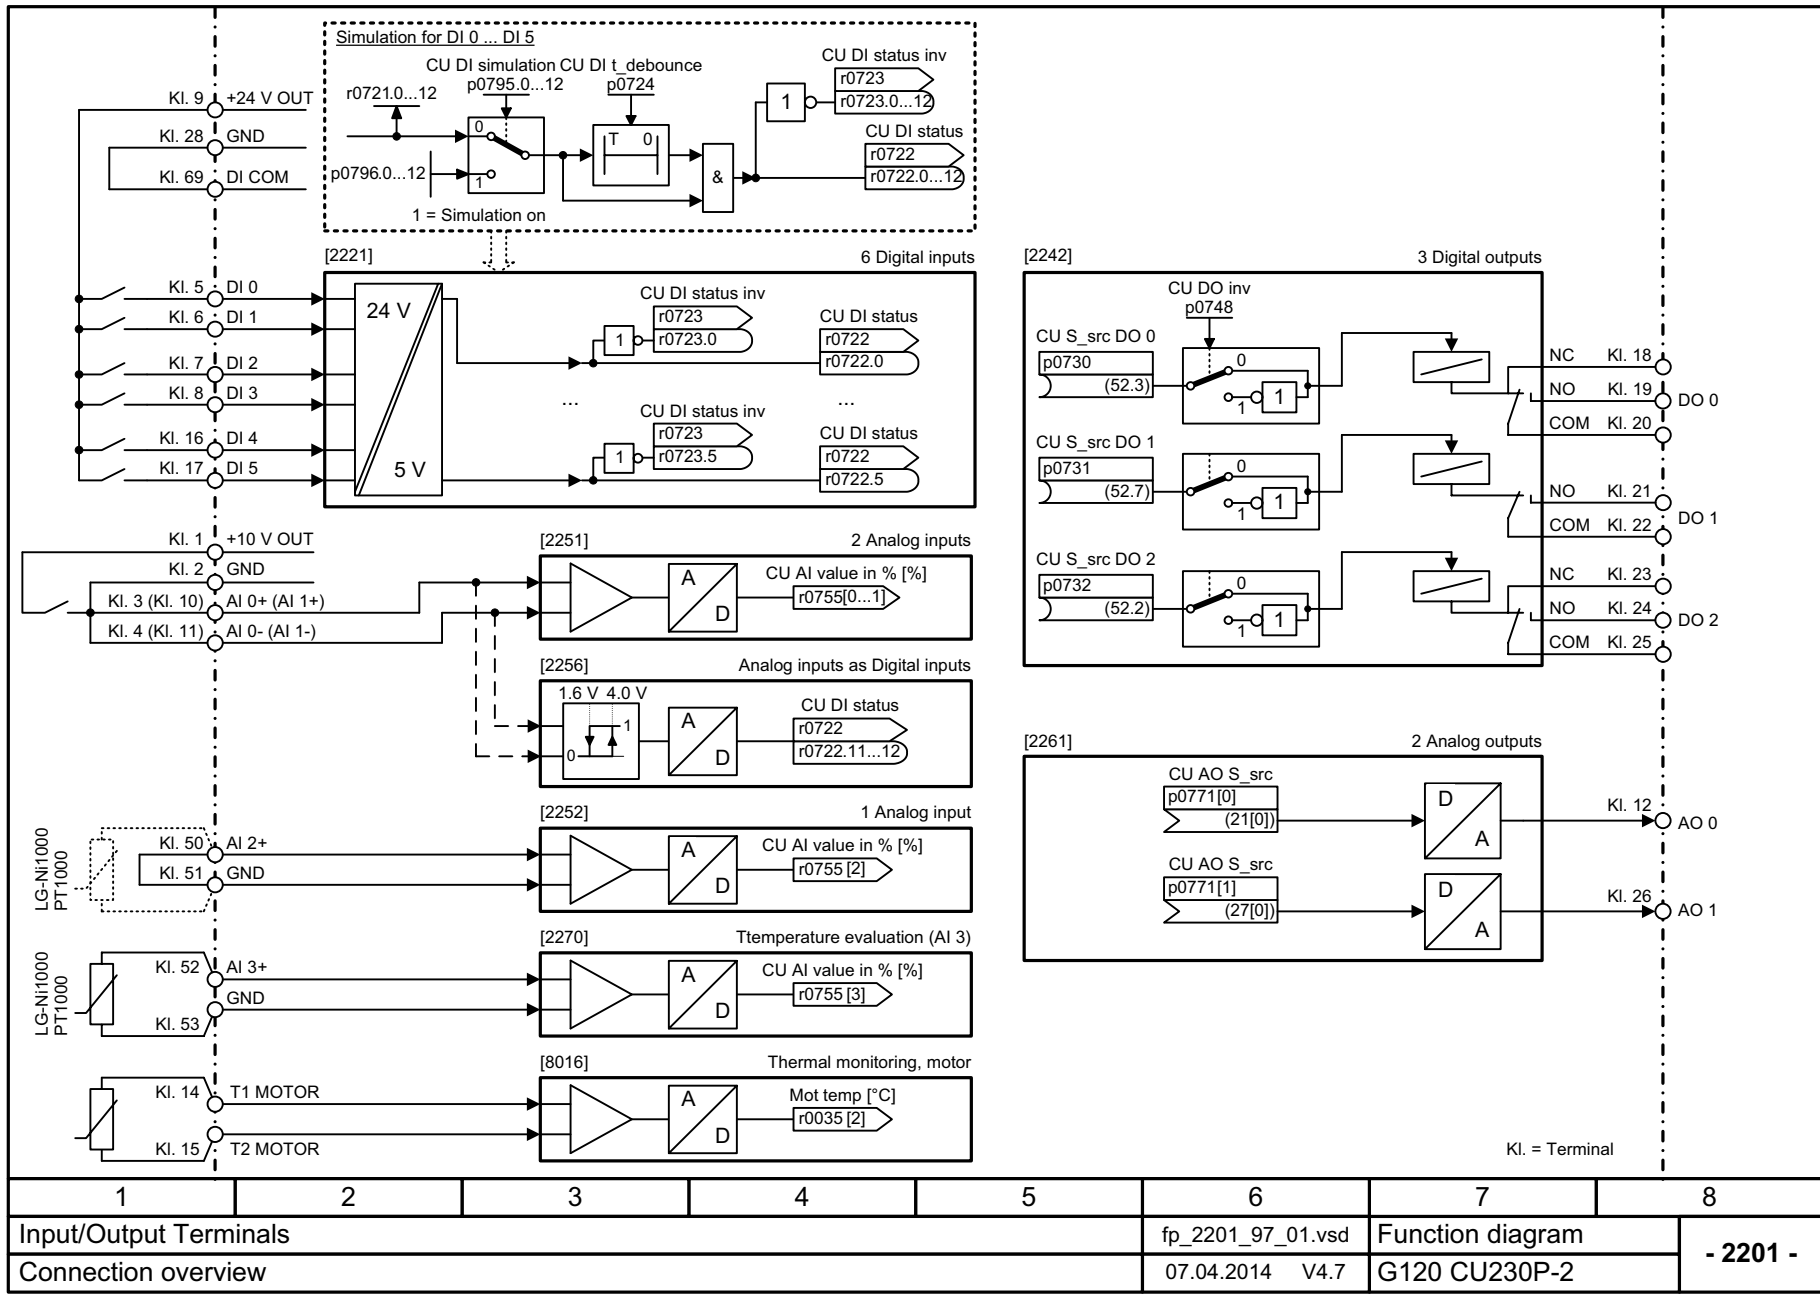 Simulation for DI 0 ... DI 5
CU DI simulation
p0795.0...12
CU DI t_debounce
p0724
r0721.0...12
p0796.0...12
0
1
T 0
&
1
CU DI status inv
r0723
r0723.0...12
CU DI status
r0722
r0722.0...12
1 = Simulation on
Kl. 9 +24 V OUT
Kl. 28 GND
Kl. 69 DI COM
[2221] 6 Digital inputs
Kl. 5 DI 0
Kl. 6 DI 1
Kl. 7 DI 2
Kl. 8 DI 3
Kl. 16 DI 4
Kl. 17 DI 5
24 V
5 V
CU DI status inv
r0723
1 r0723.0
CU DI status
r0722
r0722.0
... ...
CU DI status inv
r0723
1 r0723.5
CU DI status
r0722
r0722.5
Kl. 1 +10 V OUT
Kl. 2 GND
Kl. 3 (Kl. 10) AI 0+ (AI 1+)
Kl. 4 (Kl. 11) AI 0- (AI 1-)
[2251] 2 Analog inputs
A
D
CU AI value in % [%]
r0755[0...1]
[2256] Analog inputs as Digital inputs
1.6 V 4.0 V
1
0
A
D
CU DI status
r0722
r0722.11...12
[2252] 1 Analog input
LG-Ni1000
PT1000
Kl. 50 AI 2+
Kl. 51 GND
A
D
CU AI value in % [%]
r0755 [2]
[2270] Ttemperature evaluation (AI 3)
LG-Ni1000
PT1000
Kl. 52 AI 3+
GND
Kl. 53
A
D
CU AI value in % [%]
r0755 [3]
[8016] Thermal monitoring, motor
Kl. 14 T1 MOTOR
Kl. 15 T2 MOTOR
A
D
Mot temp [°C]
r0035 [2]
[2242] 3 Digital outputs
CU DO inv
p0748
CU S_src DO 0
p0730
(52.3)
0
1 1
NC Kl. 18
NO Kl. 19
COM Kl. 20
DO 0
CU S_src DO 1
p0731
(52.7)
0
1 1
NO Kl. 21
COM Kl. 22
DO 1
CU S_src DO 2
p0732
(52.2)
0
1 1
NC Kl. 23
NO Kl. 24
COM Kl. 25
DO 2
[2261] 2 Analog outputs
CU AO S_src
p0771[0]
(21[0])
D
A
Kl. 12
AO 0
CU AO S_src
p0771[1]
(27[0])
D
A
Kl. 26
AO 1
Kl. = Terminal
1 2 3 4 5 6 7 8
Input/Output Terminals fp_2201_97_01.vsd Function diagram
- 2201 -
Connection overview 07.04.2014 V4.7 G120 CU230P-2